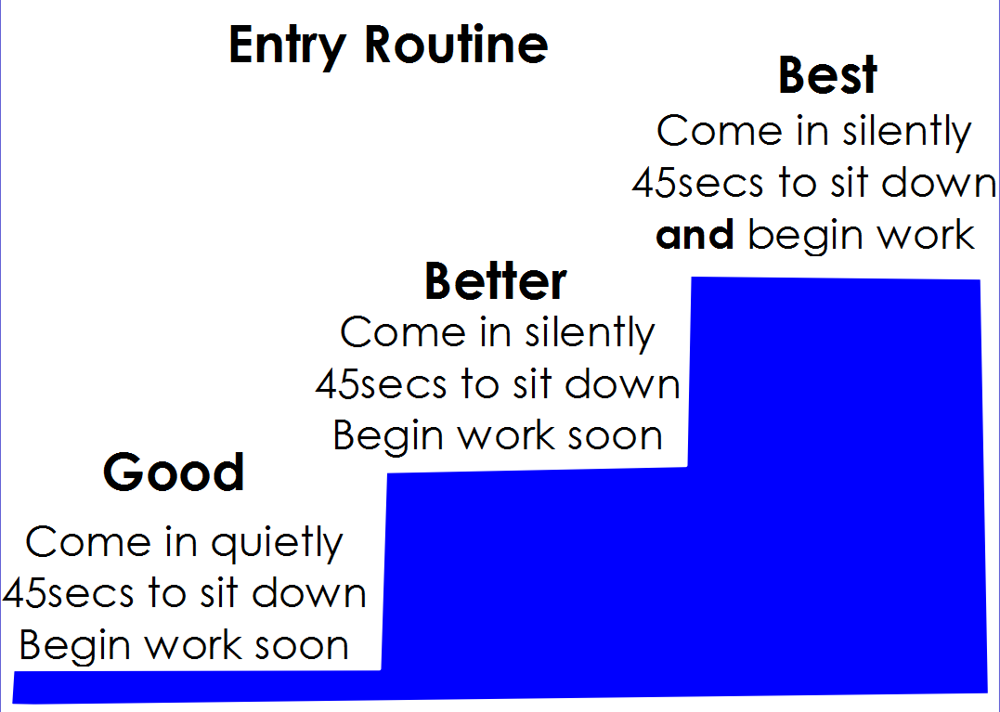 Entry Routine
Best
Come in silently
45secs to sit down
and begin work
Better
Come in silently
45secs to sit down
Begin work soon
Good
Come in quietly
45secs to sit down
Begin work soon